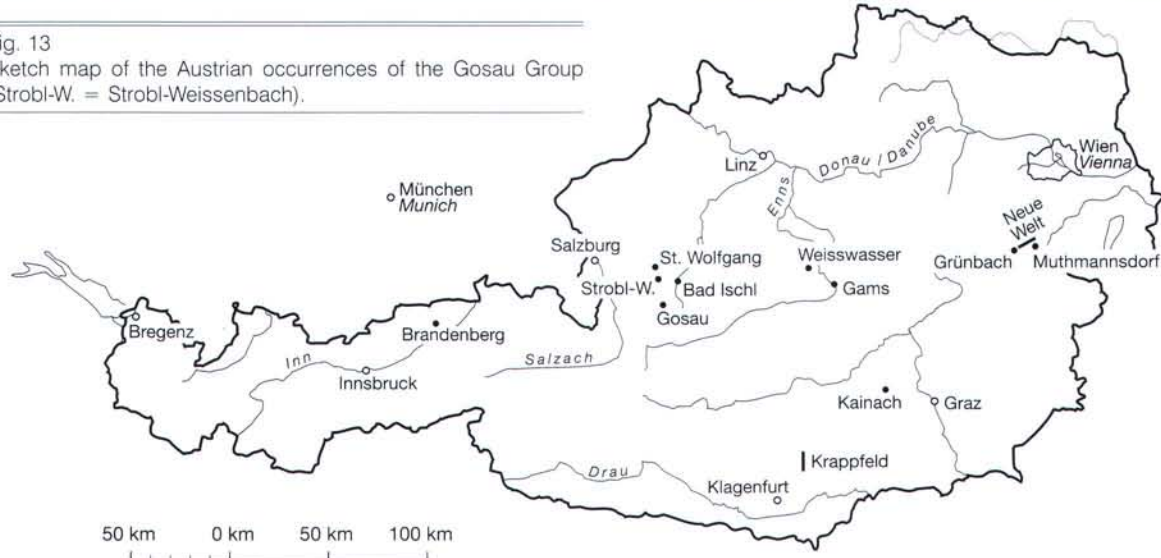 ig. 13
ketch map of the Austrian occurrences of the Gosau Group
Strobl-W. = Strobl-Weissenbach).
München
Munich
Linz
Donau / Danube
Enns
Wien
Vienna
Neue
Welt
Grünbach
Muthmannsdorf
Salzburg
St. Wolfgang
Strobl-W.
Bad Ischl
Gosau
Weisswasser
Gams
Bregenz
Brandenberg
Inn
Innsbruck
Salzach
Kainach
Graz
Krappfeld
Drau
Klagenfurt
50 km 0 km 50 km 100 km